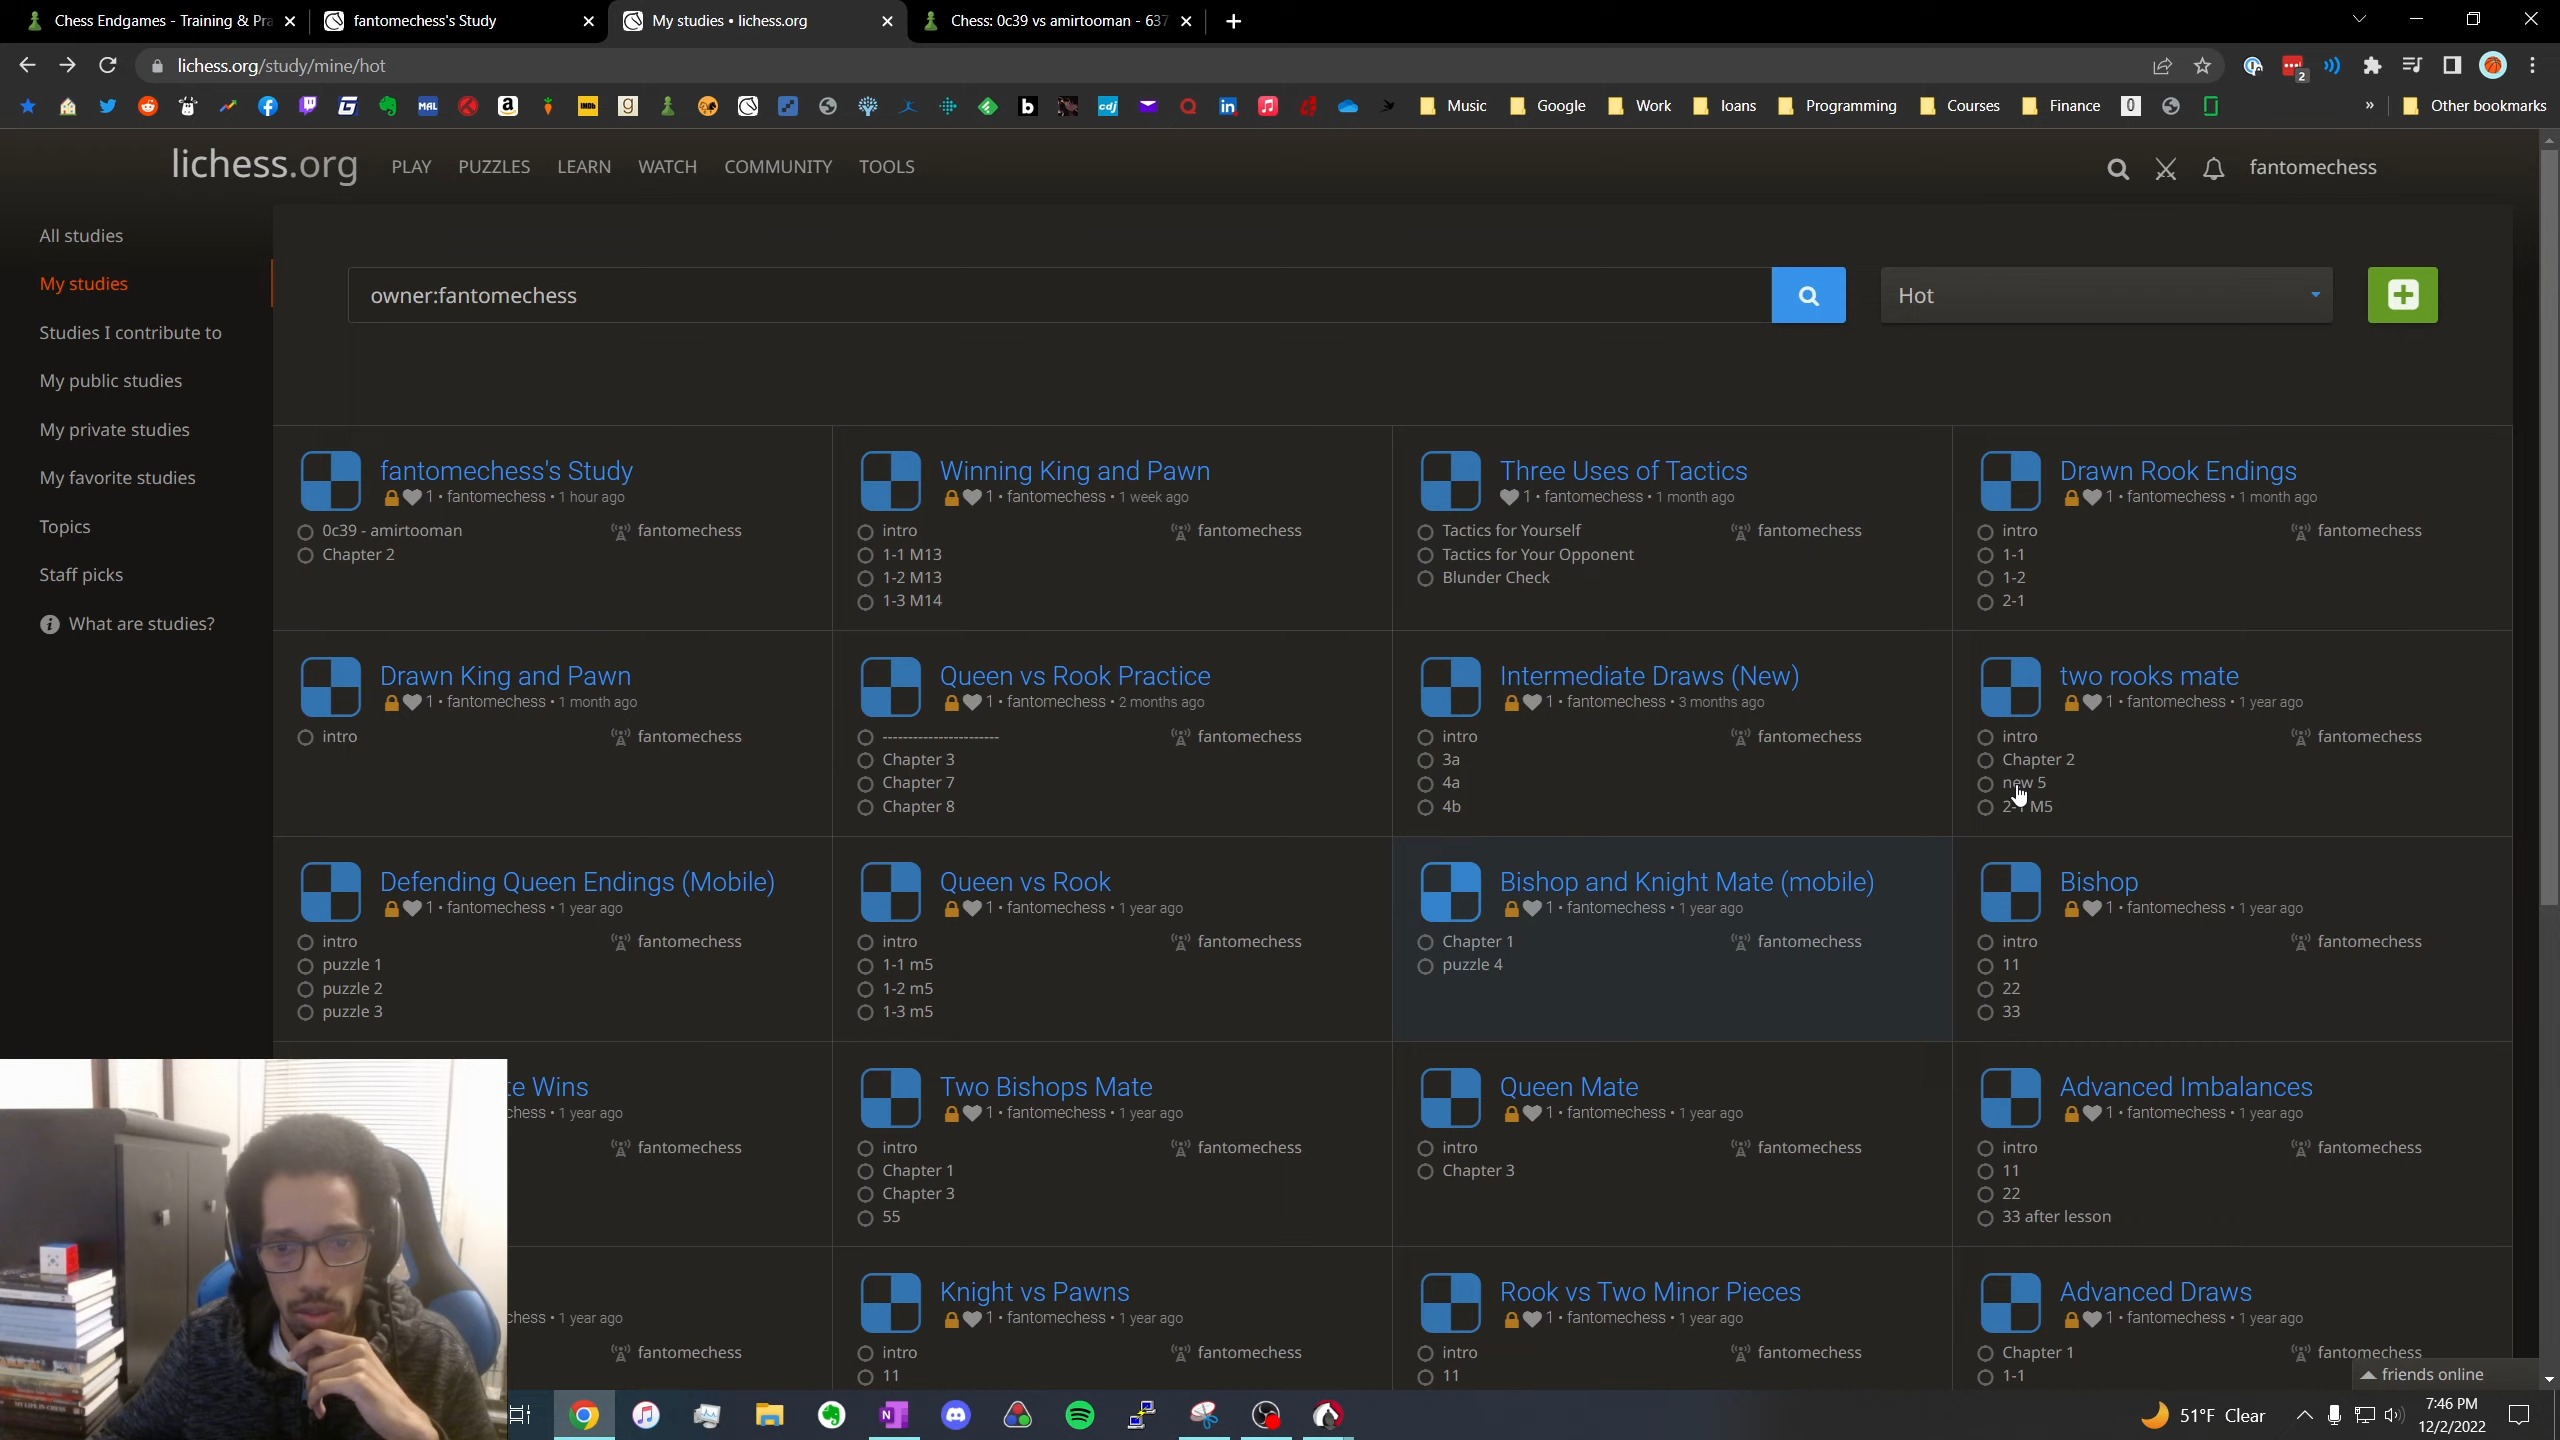 Chess Endgames - Training & Pra
fantomechess's Study
My studies • lichess.org
Chess: 0c39 vs amirtooman - 637
lichess.org/study/mine/hot
2
MAL
IMDb
g
b
cdj
in
Music
Google
Work
loans
Programming
Courses
Finance
0
»
Other bookmarks
lichess.org
PLAY
PUZZLES
LEARN
WATCH
COMMUNITY
TOOLS
fantomechess
All studies
My studies
Studies I contribute to
My public studies
My private studies
My favorite studies
Topics
Staff picks
What are studies?
owner:fantomechess
Hot
fantomechess's Study
1 • fantomechess • 1 hour ago
0c39 - amirtooman
Chapter 2
fantomechess
Winning King and Pawn
1 • fantomechess • 1 week ago
intro
1-1 M13
1-2 M13
1-3 M14
fantomechess
Three Uses of Tactics
1 • fantomechess • 1 month ago
Tactics for Yourself
Tactics for Your Opponent
Blunder Check
fantomechess
Drawn Rook Endings
1 • fantomechess • 1 month ago
intro
1-1
1-2
2-1
fantomechess
Drawn King and Pawn
1 • fantomechess • 1 month ago
intro
fantomechess
Queen vs Rook Practice
1 • fantomechess • 2 months ago
-----------------------
Chapter 3
Chapter 7
Chapter 8
fantomechess
Intermediate Draws (New)
1 • fantomechess • 3 months ago
intro
3a
4a
4b
fantomechess
two rooks mate
1 • fantomechess • 1 year ago
intro
Chapter 2
new 5
2-1 M5
fantomechess
Defending Queen Endings (Mobile)
1 • fantomechess • 1 year ago
intro
puzzle 1
puzzle 2
puzzle 3
fantomechess
Queen vs Rook
1 • fantomechess • 1 year ago
intro
1-1 m5
1-2 m5
1-3 m5
fantomechess
Bishop and Knight Mate (mobile)
1 • fantomechess • 1 year ago
Chapter 1
puzzle 4
fantomechess
Bishop
1 • fantomechess • 1 year ago
intro
11
22
33
fantomechess
te Wins
chess • 1 year ago
fantomechess
Two Bishops Mate
1 • fantomechess • 1 year ago
intro
Chapter 1
Chapter 3
55
fantomechess
Queen Mate
1 • fantomechess • 1 year ago
intro
Chapter 3
fantomechess
Advanced Imbalances
1 • fantomechess • 1 year ago
intro
11
22
33 after lesson
fantomechess
hess • 1 year ago
fantomechess
Knight vs Pawns
1 • fantomechess • 1 year ago
intro
11
fantomechess
Rook vs Two Minor Pieces
1 • fantomechess • 1 year ago
intro
11
fantomechess
Advanced Draws
1 • fantomechess • 1 year ago
Chapter 1
1-1
fantomechess
friends online
N
51°F Clear
7:46 PM
12/2/2022